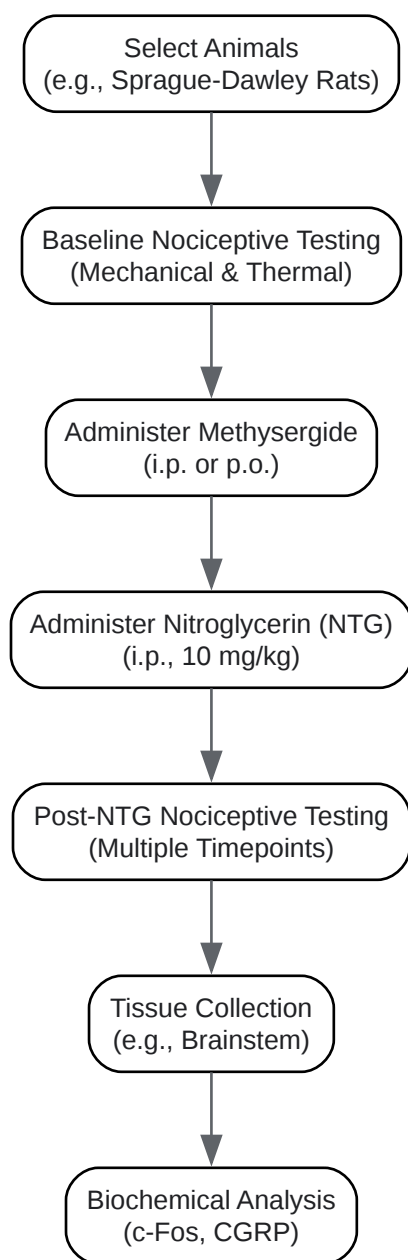 Select Animals
(e.g., Sprague-Dawley Rats)
Baseline Nociceptive Testing
(Mechanical & Thermal)
Administer Methysergide
(i.p. or p.o.)
Administer Nitroglycerin (NTG)
(i.p., 10 mg/kg)
Post-NTG Nociceptive Testing
(Multiple Timepoints)
Tissue Collection
(e.g., Brainstem)
Biochemical Analysis
(c-Fos, CGRP)